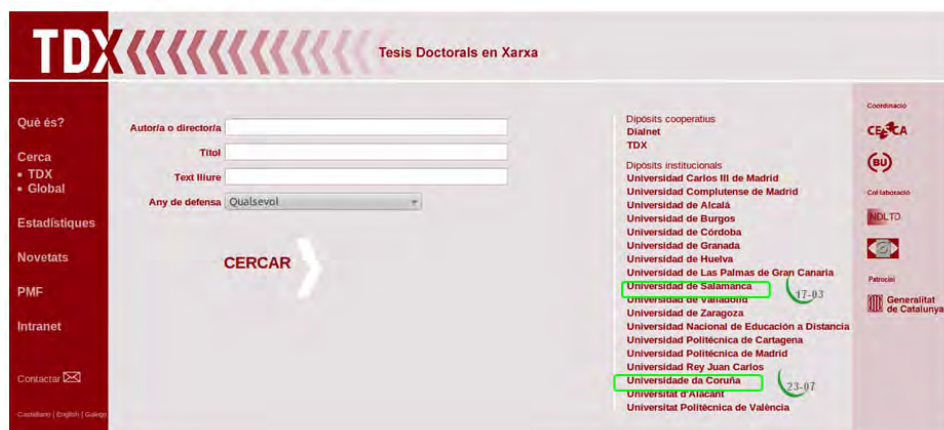 TDX
Tesis Doctorals en Xarxa
Què és?
Cerca
• TDX
• Global
Estadístiques
Novetats
PMF
Intranet
Contactar
Castellano | English | Galego
Autor/a o director/a
Títol
Text lliure
Any de defensa Qualsevol
CERCAR
Dipòsits cooperatius
Dialnet
TDX
Dipòsits institucionals
Universidad Carlos III de Madrid
Universidad Complutense de Madrid
Universidad de Alcalá
Universidad de Burgos
Universidad de Córdoba
Universidad de Granada
Universidad de Huelva
Universidad de Las Palmas de Gran Canaria
Universidad de Salamanca
17-03
Universidad de Valladolid
Universidad de Zaragoza
Universidad Nacional de Educación a Distancia
Universidad Politécnica de Cartagena
Universidad Politécnica de Madrid
Universidad Rey Juan Carlos
Universidade da Coruña
23-07
Universitat d'Alacant
Universitat Politècnica de València
Coordinació
CESCA
BU
Col·laboració
NDLTD
Patrocini
Generalitat
de Catalunya